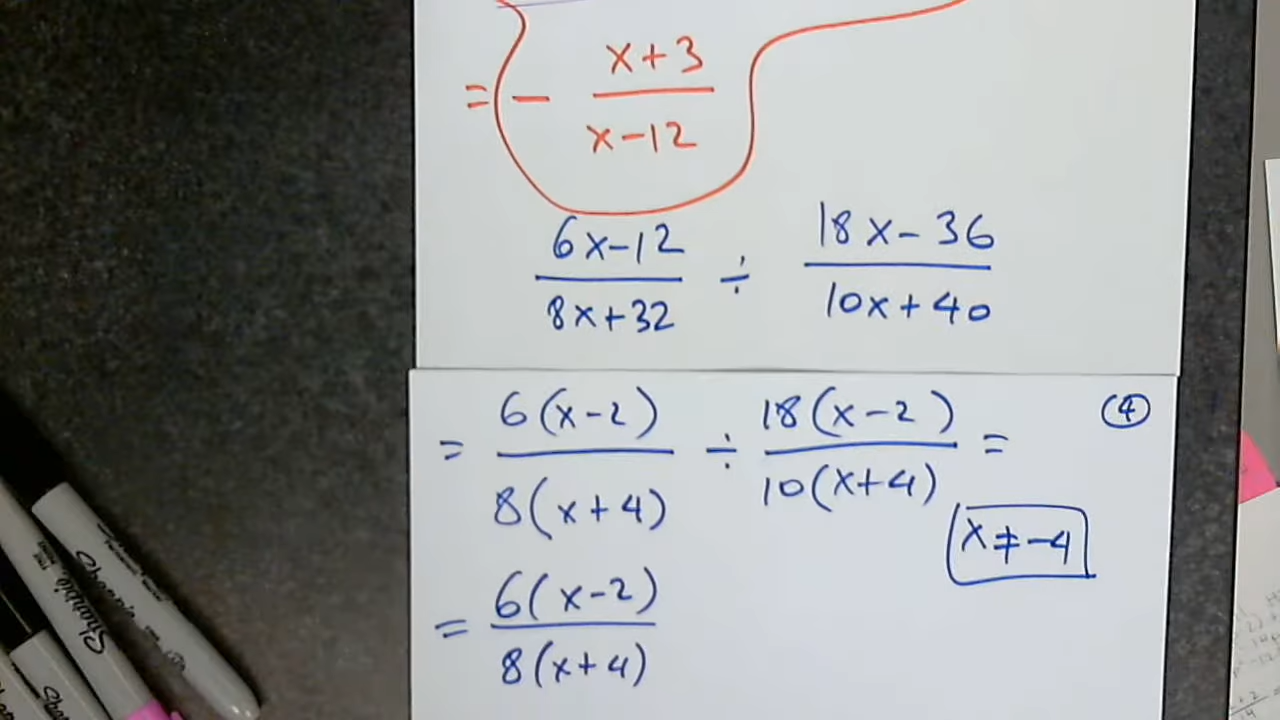 = - (x+3)/(x-12)
(6x-12)/(8x+32) ÷ (18x-36)/(10x+40)
= 6(x-2)/8(x+4) ÷ 18(x-2)/10(x+4) =
④
x ≠ -4
= 6(x-2)/8(x+4)
Sharpie